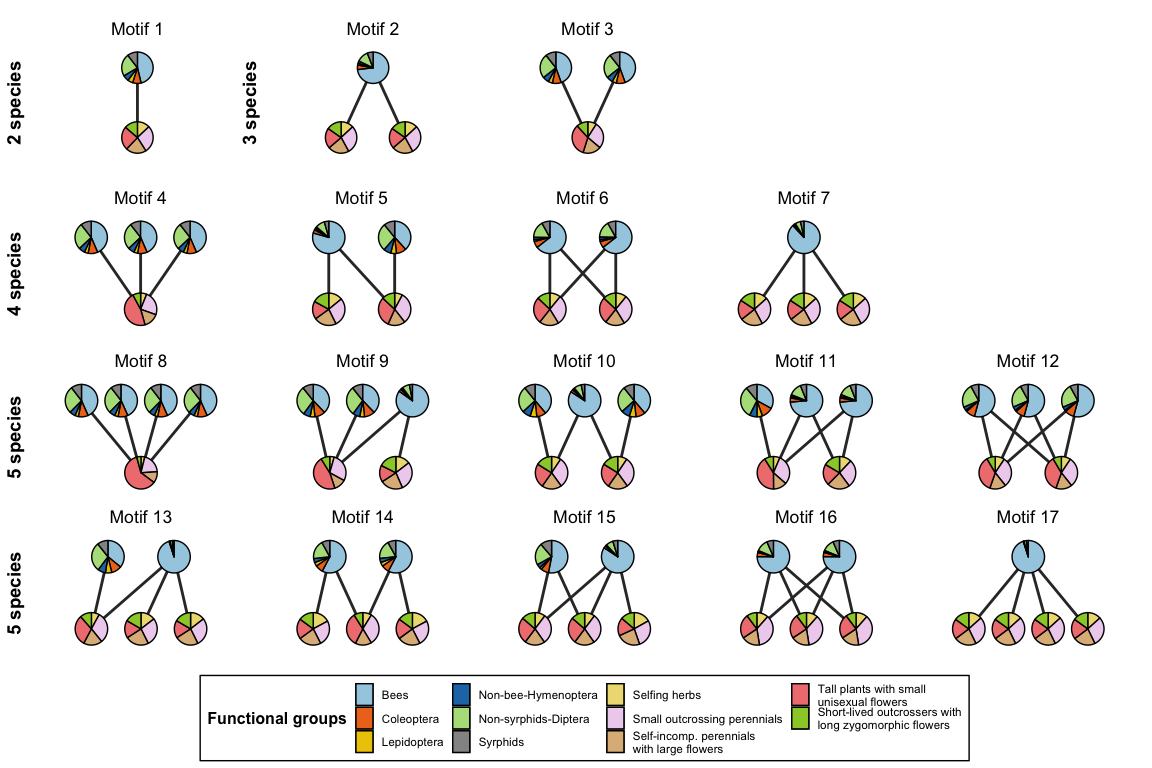 Motif 1
Motif 2
Motif 3
2 species
3 species
Motif 4
Motif 5
Motif 6
Motif 7
4 species
Motif 8
Motif 9
Motif 10
Motif 11
Motif 12
5 species
Motif 13
Motif 14
Motif 15
Motif 16
Motif 17
5 species
Functional groups
Bees
Coleoptera
Lepidoptera
Non-bee-Hymenoptera
Non-syrphids-Diptera
Syrphids
Selfing herbs
Small outcrossing perennials
Self-incomp. perennials
with large flowers
Tall plants with small
unisexual flowers
Short-lived outcrossers with
long zygomorphic flowers